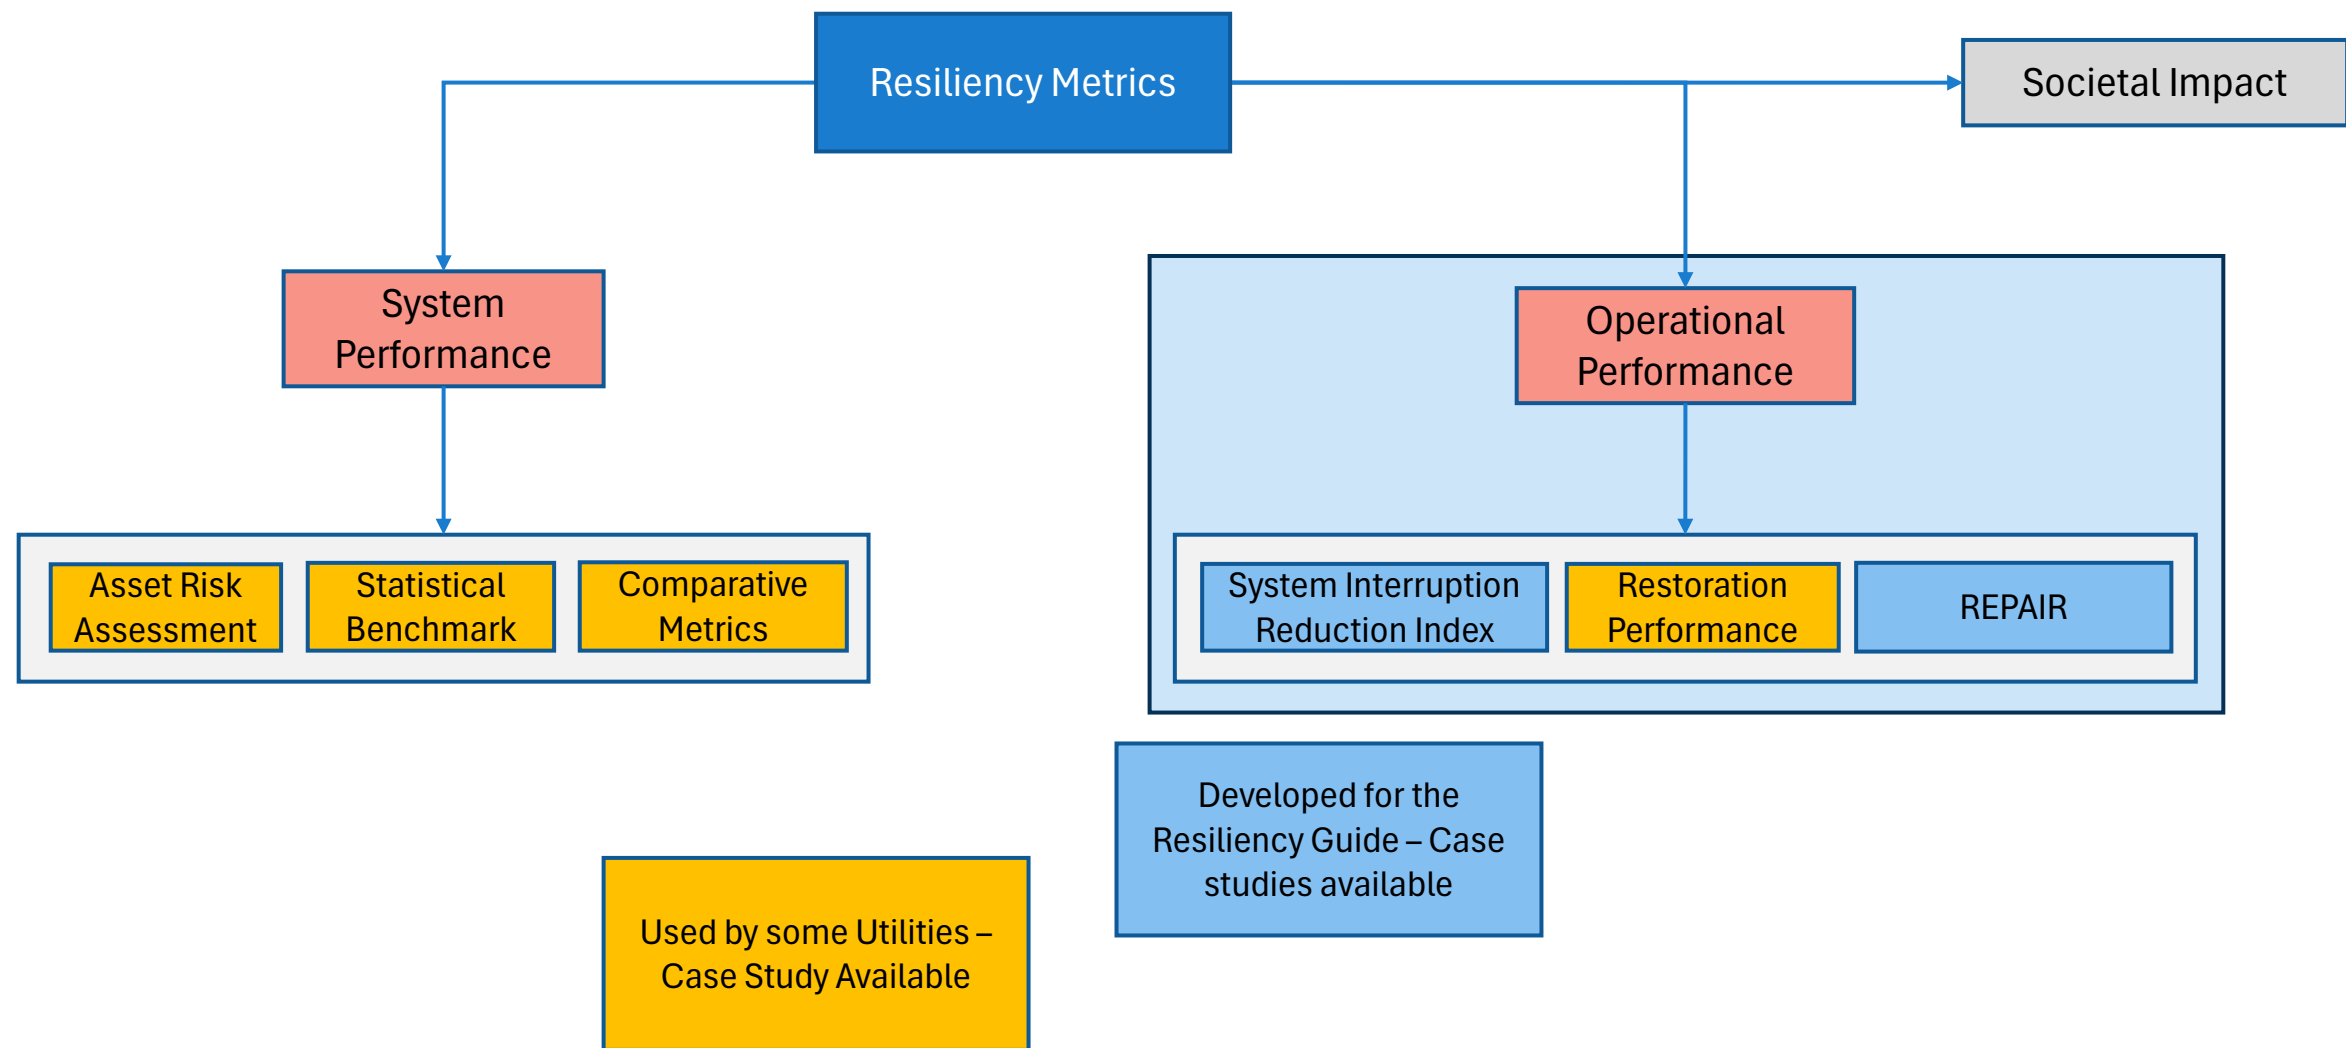 Resiliency Metrics
Societal Impact
System
Performance
Operational
Performance
Asset Risk
Assessment
Statistical
Benchmark
Comparative
Metrics
System Interruption
Reduction Index
Restoration
Performance
REPAIR
Developed for the
Resiliency Guide – Case
studies available
Used by some Utilities –
Case Study Available